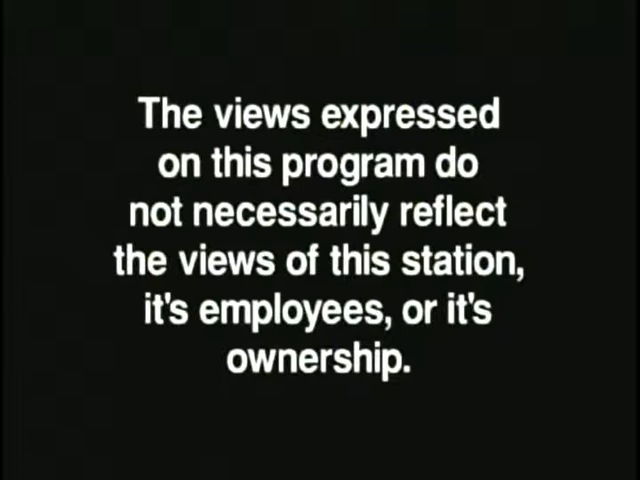 The views expressed
on this program do
not necessarily reflect
the views of this station,
it's employees, or it's
ownership.